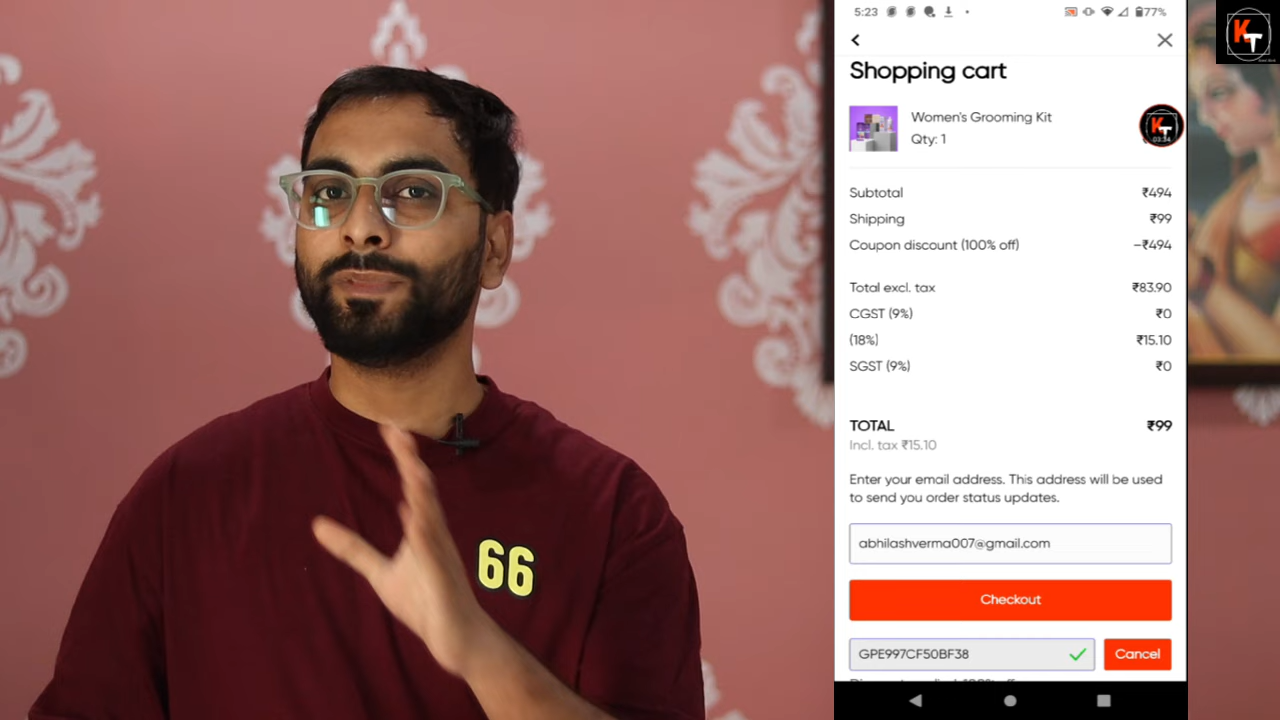 66
5:23
77%
Shopping cart
Women's Grooming Kit
Qty: 1
KT
03:34
Subtotal ₹494
Shipping ₹99
Coupon discount (100% off) −₹494
Total excl. tax ₹83.90
CGST (9%) ₹0
(18%) ₹15.10
SGST (9%) ₹0
TOTAL ₹99
Incl. tax ₹15.10
Enter your email address. This address will be used
to send you order status updates.
abhilashverma007@gmail.com
Checkout
GPE997CF50BF38
Cancel
KT